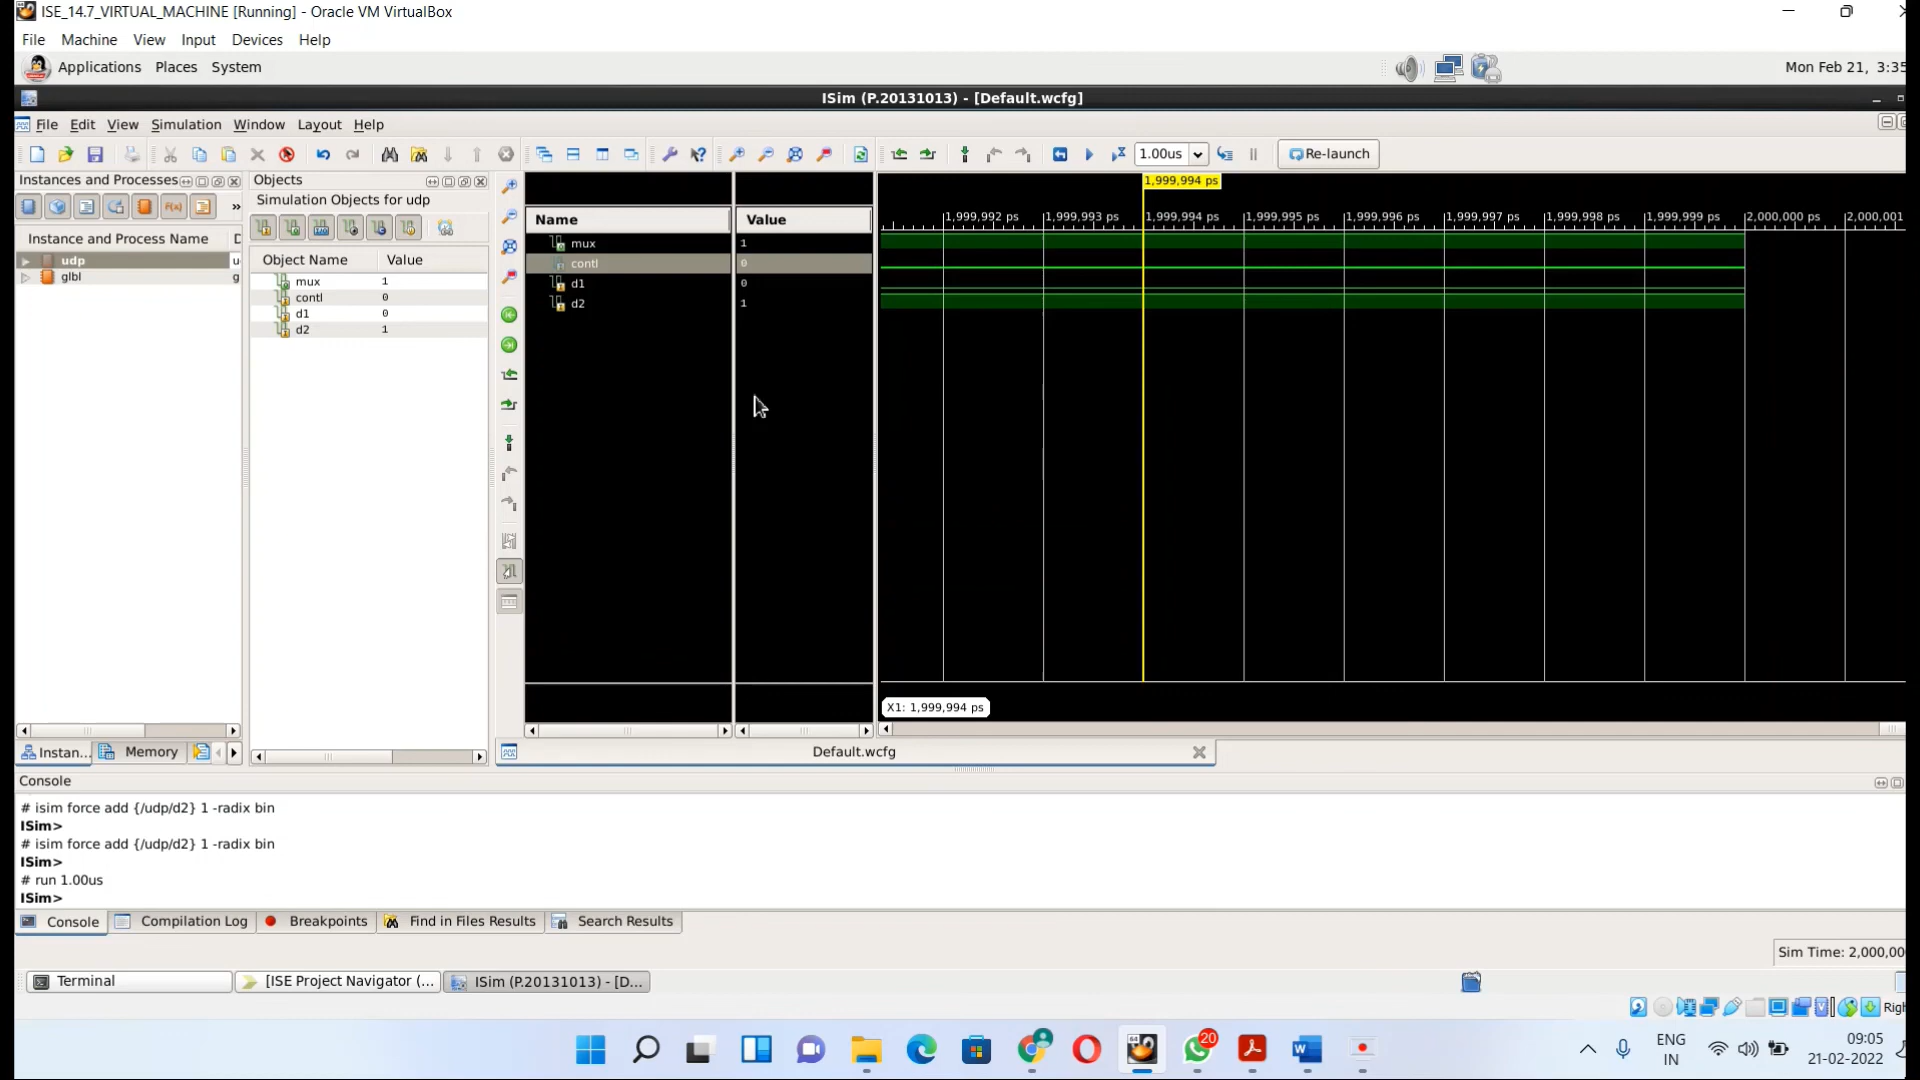 ISE_14.7_VIRTUAL_MACHINE [Running] - Oracle VM VirtualBox
File Machine View Input Devices Help
Applications Places System
Mon Feb 21, 3:35
ISim (P.20131013) - [Default.wcfg]
File Edit View Simulation Window Layout Help
1.00us
Re-launch
Instances and Processes
Objects
Simulation Objects for udp
f(x)
»
Instance and Process Name D
udp u
glbl g
Object Name Value
mux 1
contl 0
d1 0
d2 1
Name Value
mux 1
contl 0
d1 0
d2 1
1,999,994 ps
1,999,992 ps 1,999,993 ps 1,999,994 ps 1,999,995 ps 1,999,996 ps 1,999,997 ps 1,999,998 ps 1,999,999 ps 2,000,000 ps 2,000,001
X1: 1,999,994 ps
Instan... Memory
Default.wcfg
Console
# isim force add {/udp/d2} 1 -radix bin
ISim>
# isim force add {/udp/d2} 1 -radix bin
ISim>
# run 1.00us
ISim>
Console Compilation Log Breakpoints Find in Files Results Search Results
Sim Time: 2,000,00
Terminal [ISE Project Navigator (... ISim (P.20131013) - [D...
Righ
20
ENG
IN
09:05
21-02-2022